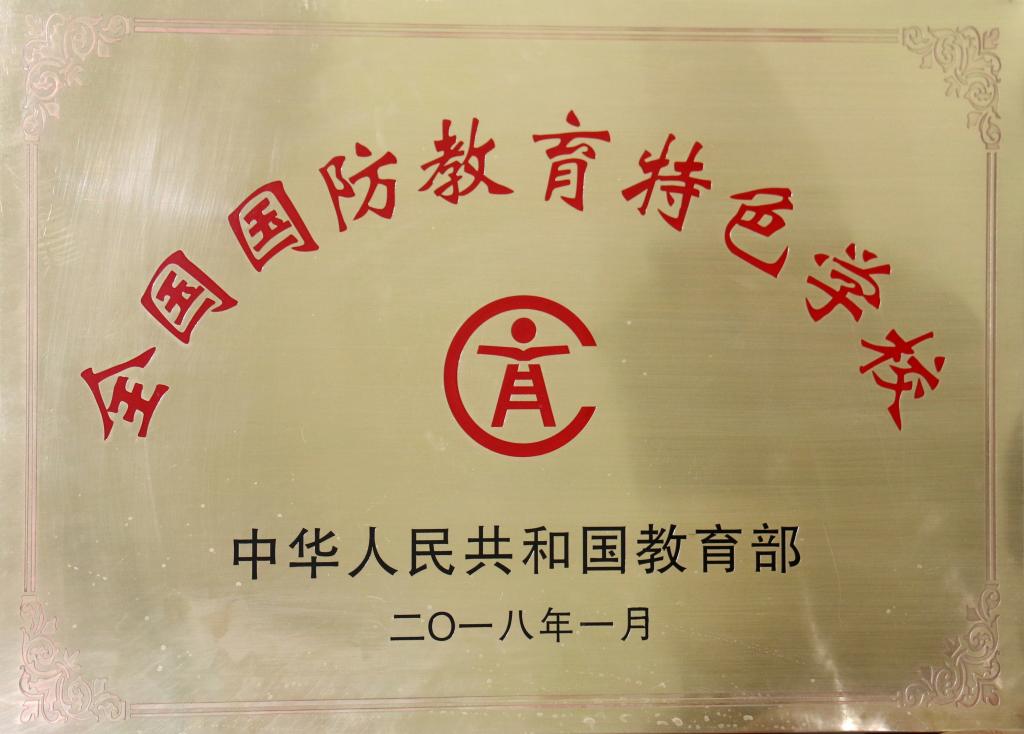 全国国防教育特色学校
中华人民共和国教育部
二〇一八年一月